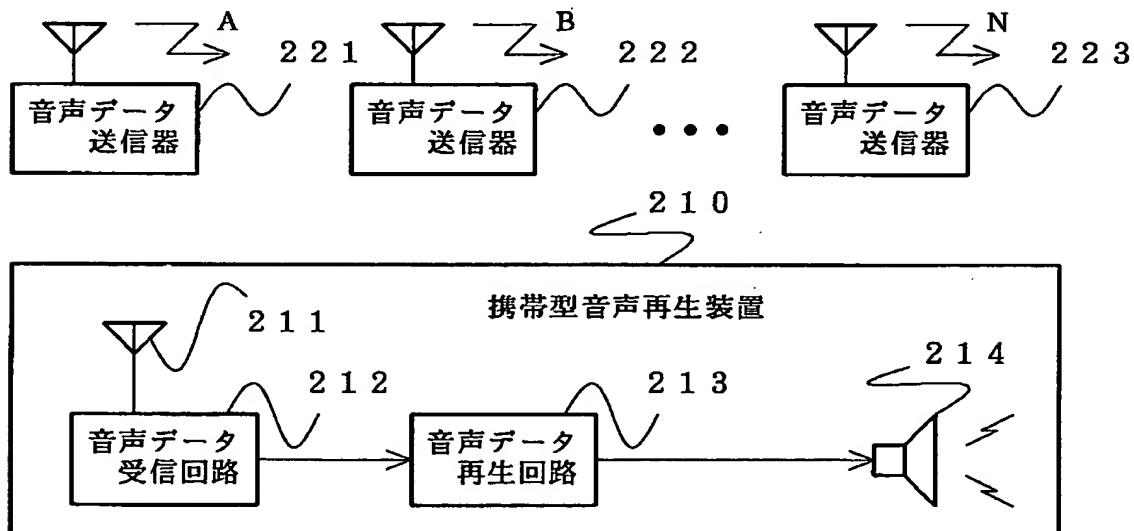 A
B
N
２２１
２２２
２２３
音声データ
送信器
音声データ
送信器
音声データ
送信器
２１０
携帯型音声再生装置
２１１
２１２
２１３
２１４
音声データ
受信回路
音声データ
再生回路